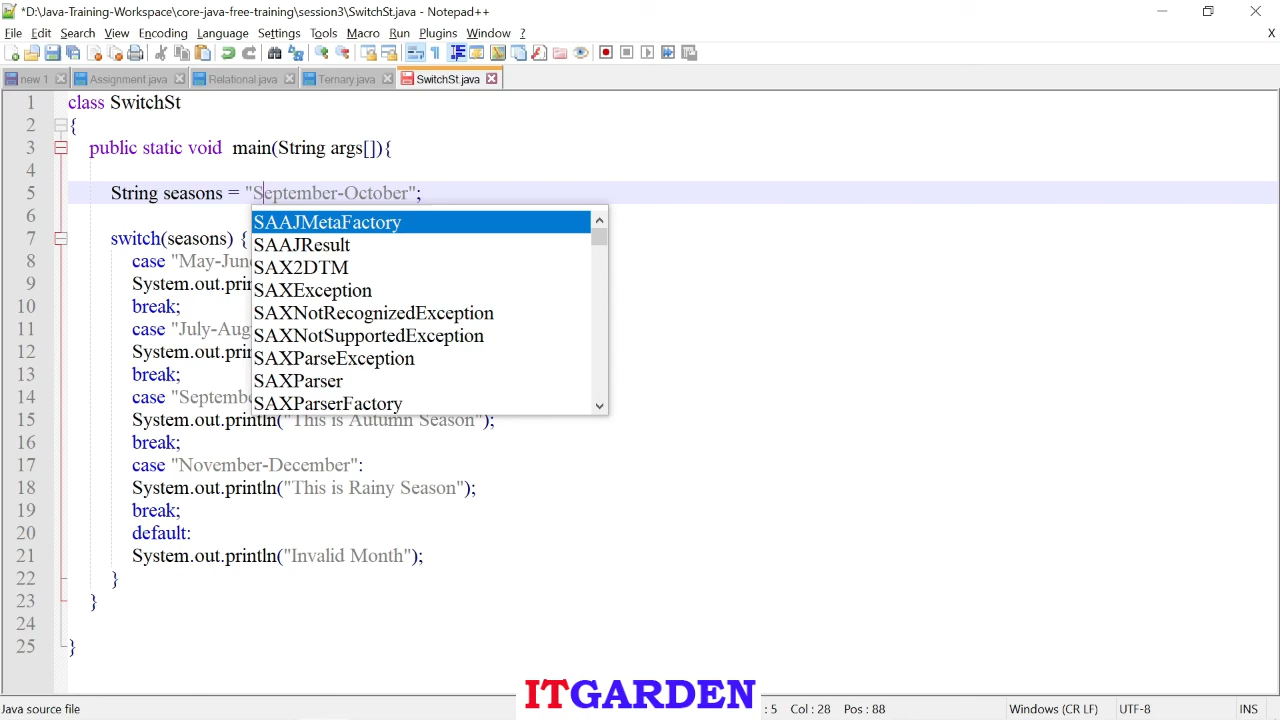 *D:\Java-Training-Workspace\core-java-free-training\session3\SwitchSt.java - Notepad++
File Edit Search View Encoding Language Settings Tools Macro Run Plugins Window ? X
new 1 Assignment.java Relational.java Ternary.java SwitchSt.java
1 class SwitchSt
2 {
3 public static void main(String args[]){
4
5 String seasons = "September-October";
6
7 switch(seasons) {
8 case "May-June
9 System.out.prin
10 break;
11 case "July-Aug
12 System.out.prin
13 break;
14 case "Septembe
15 System.out.println("This is Autumn Season");
16 break;
17 case "November-December":
18 System.out.println("This is Rainy Season");
19 break;
20 default:
21 System.out.println("Invalid Month");
22 }
23 }
24
25 }
SAAJMetaFactory
SAAJResult
SAX2DTM
SAXException
SAXNotRecognizedException
SAXNotSupportedException
SAXParseException
SAXParser
SAXParserFactory
ITGARDEN
Java source file : 5 Col : 28 Pos : 88 Windows (CR LF) UTF-8 INS